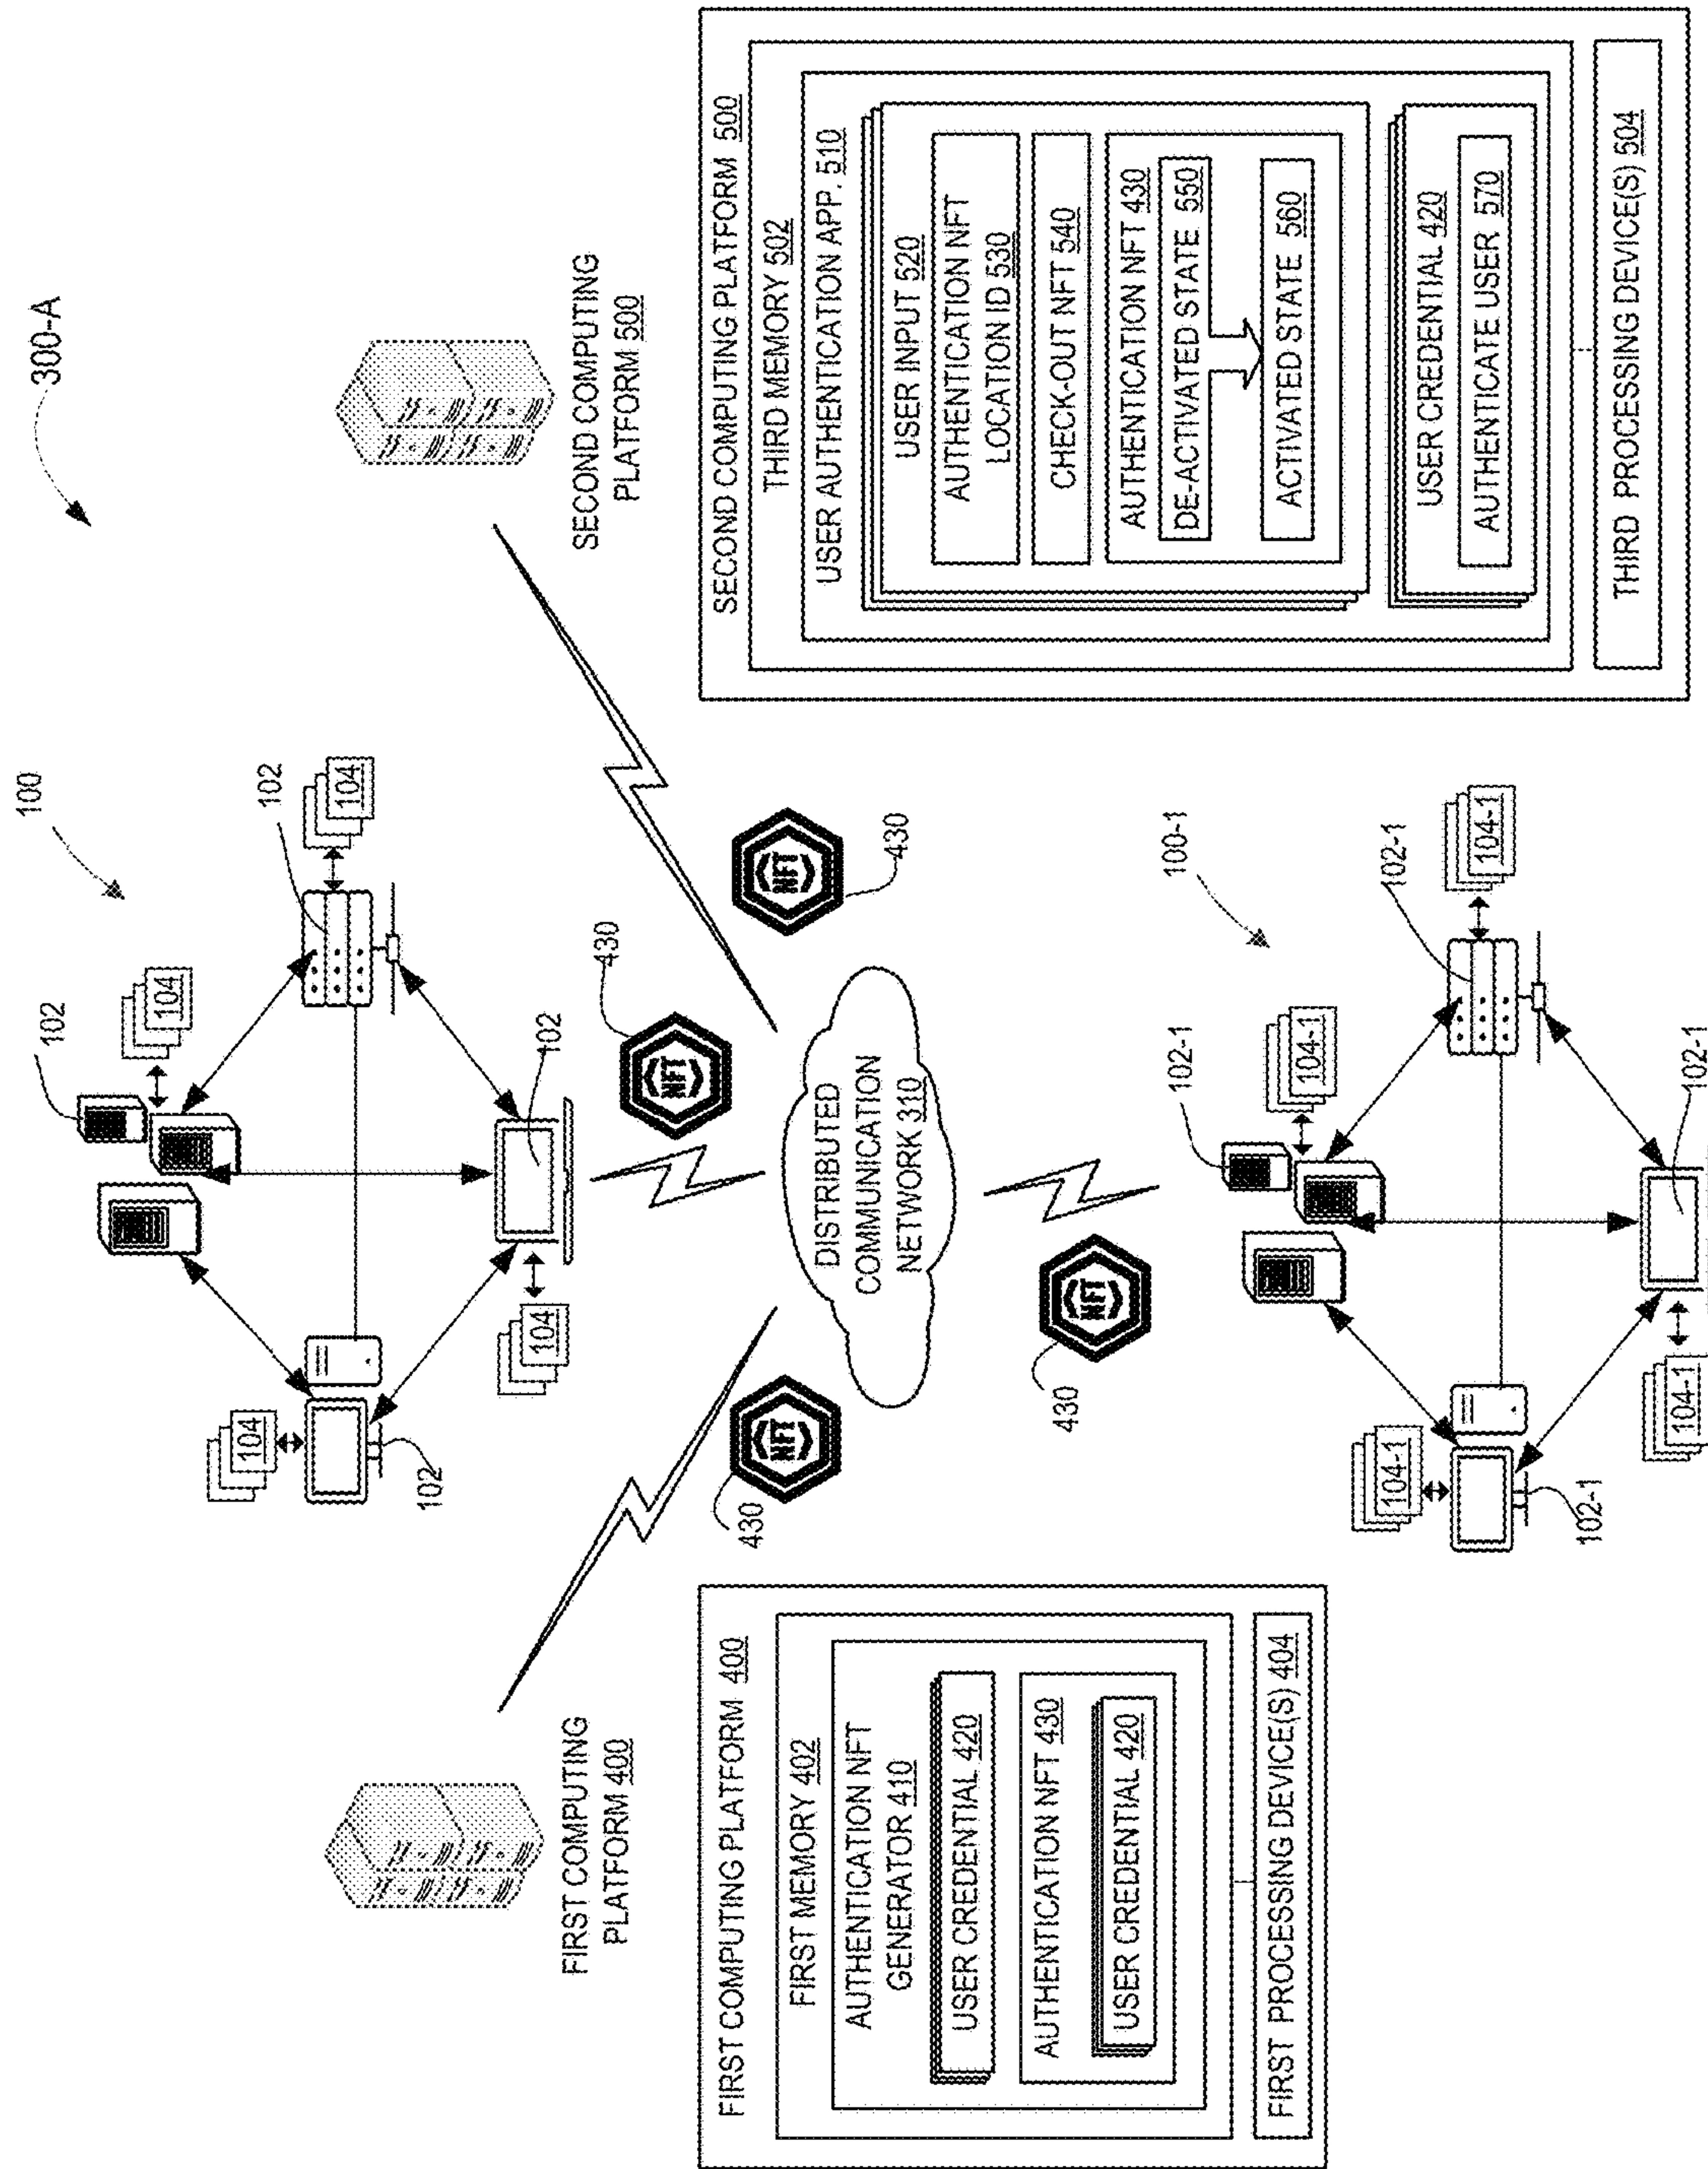 300-A
100
102
104
102
104
102
104
102
104
FIRST COMPUTING
PLATFORM 400
SECOND COMPUTING
PLATFORM 500
430
NFT
430
NFT
NFT
430
DISTRIBUTED
COMMUNICATION
NETWORK 310
430
NFT
FIRST COMPUTING PLATFORM 400
FIRST MEMORY 402
AUTHENTICATION NFT
GENERATOR 410
USER CREDENTIAL 420
AUTHENTICATION NFT 430
USER CREDENTIAL 420
FIRST PROCESSING DEVICE(S) 404
100-1
102-1
104-1
102-1
104-1
104-1
102-1
102-1
104-1
SECOND COMPUTING PLATFORM 500
THIRD MEMORY 502
USER AUTHENTICATION APP. 510
USER INPUT 520
AUTHENTICATION NFT
LOCATION ID 530
CHECK-OUT NFT 540
AUTHENTICATION NFT 430
DE-ACTIVATED STATE 550
ACTIVATED STATE 560
USER CREDENTIAL 420
AUTHENTICATE USER 570
THIRD PROCESSING DEVICE(S) 504